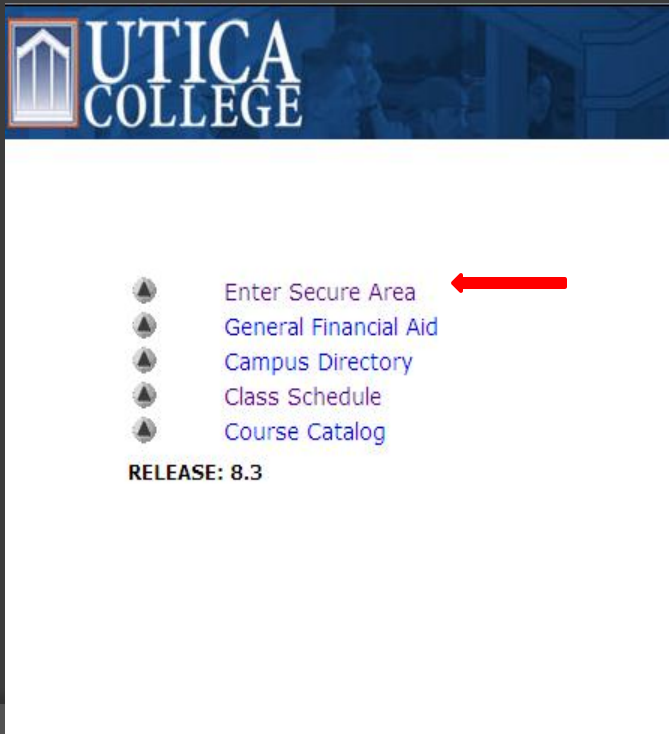 UTICA
COLLEGE
Enter Secure Area
General Financial Aid
Campus Directory
Class Schedule
Course Catalog
RELEASE: 8.3